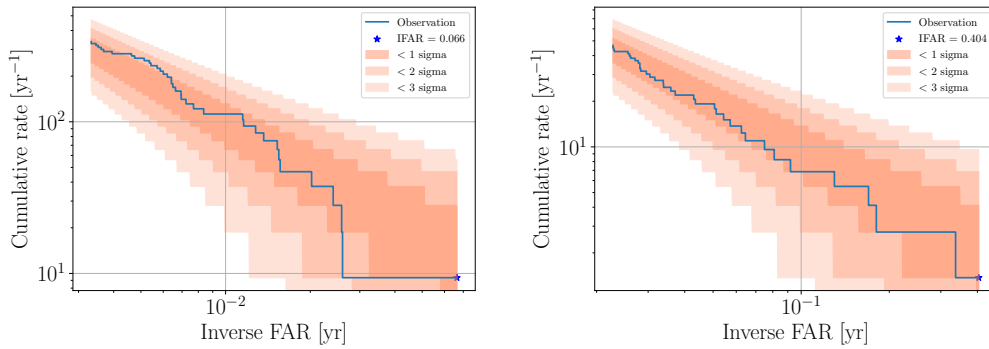 Cumulative rate [yr⁻¹]
10²
10¹
10⁻²
Inverse FAR [yr]
Observation
IFAR = 0.066
< 1 sigma
< 2 sigma
< 3 sigma
Cumulative rate [yr⁻¹]
10¹
10⁻¹
Inverse FAR [yr]
Observation
IFAR = 0.404
< 1 sigma
< 2 sigma
< 3 sigma